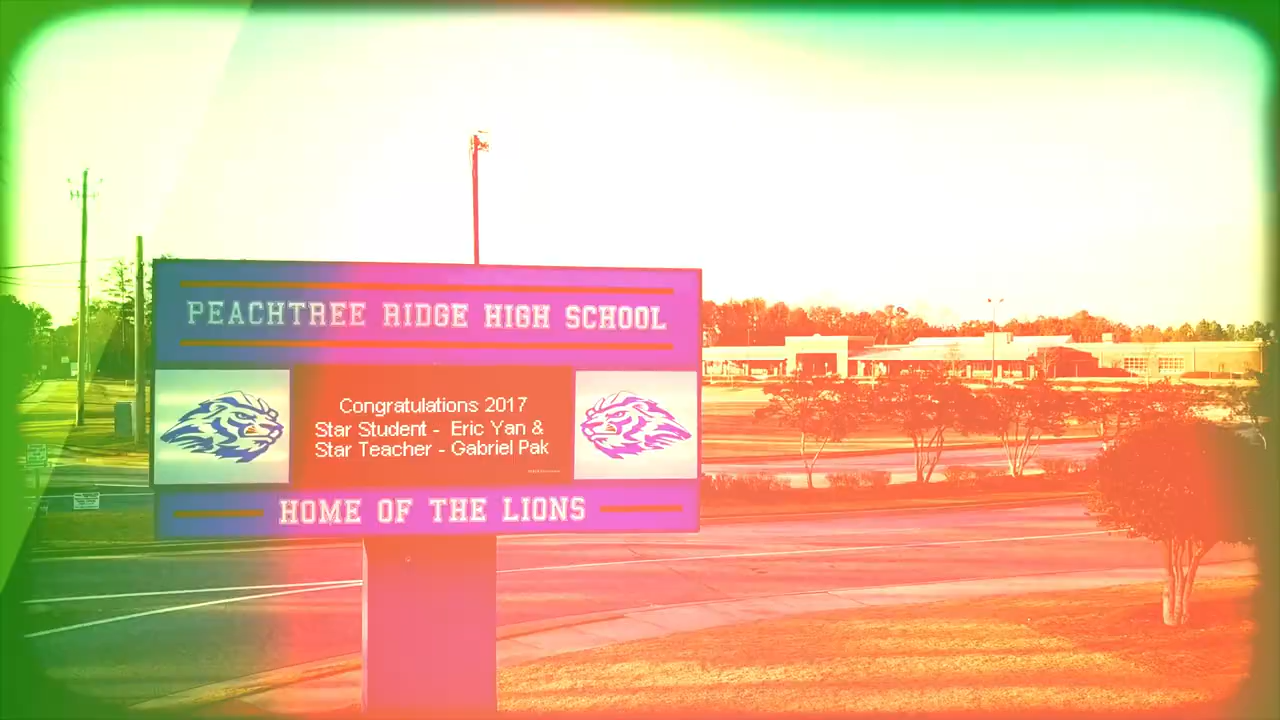 PEACHTREE RIDGE HIGH SCHOOL
Congratulations 2017
Star Student - Eric Yan &
Star Teacher - Gabriel Pak
HOME OF THE LIONS